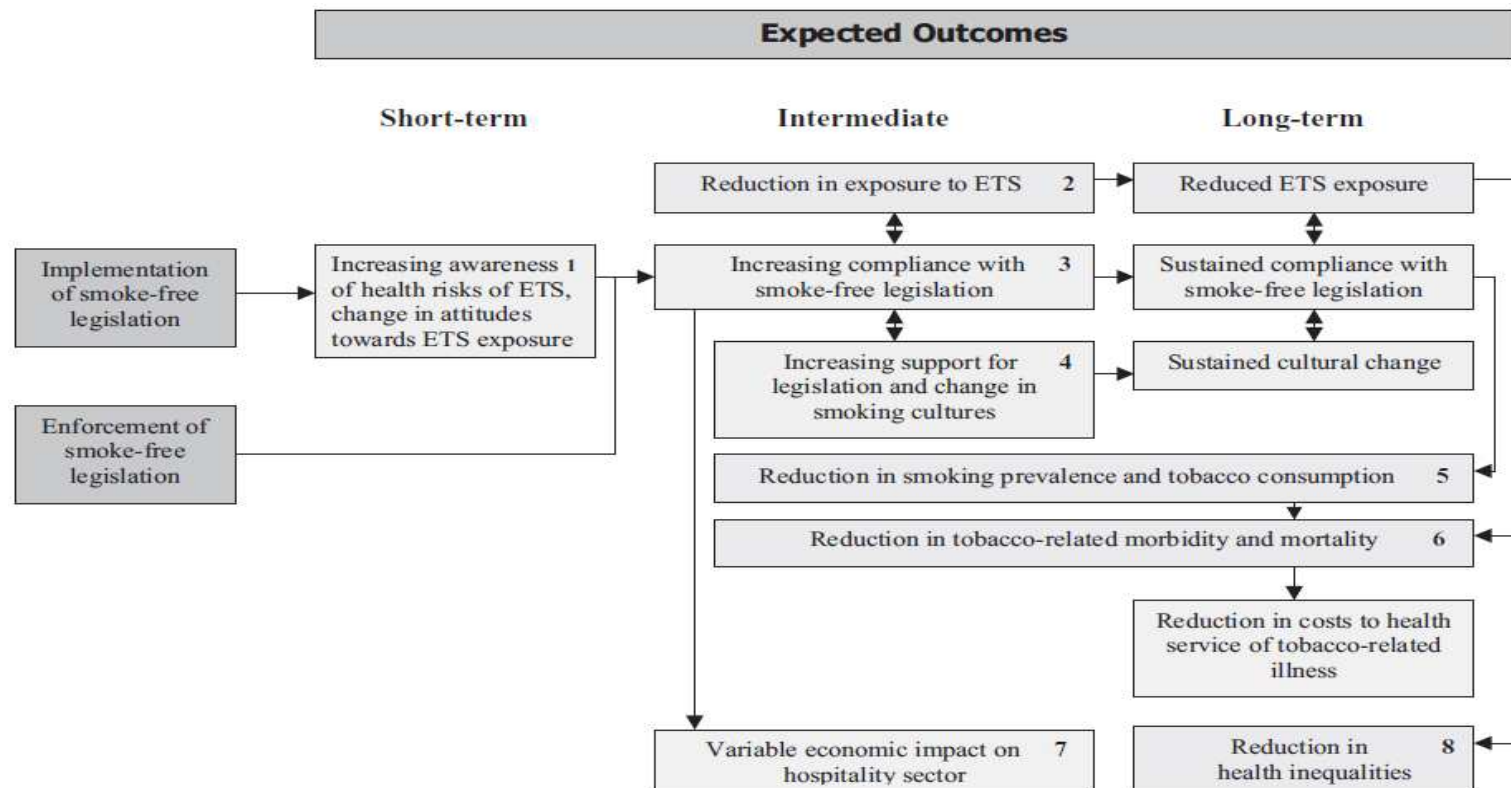 Expected Outcomes
Short-term
Intermediate
Long-term
Reduction in exposure to ETS 2
Reduced ETS exposure
Implementation
of smoke-free
legislation
Increasing awareness 1
of health risks of ETS,
change in attitudes
towards ETS exposure
Increasing compliance with 3
smoke-free legislation
Sustained compliance with
smoke-free legislation
Increasing support for 4
legislation and change in
smoking cultures
Sustained cultural change
Enforcement of
smoke-free
legislation
Reduction in smoking prevalence and tobacco consumption 5
Reduction in tobacco-related morbidity and mortality 6
Reduction in costs to health
service of tobacco-related
illness
Variable economic impact on 7
hospitality sector
Reduction in 8
health inequalities